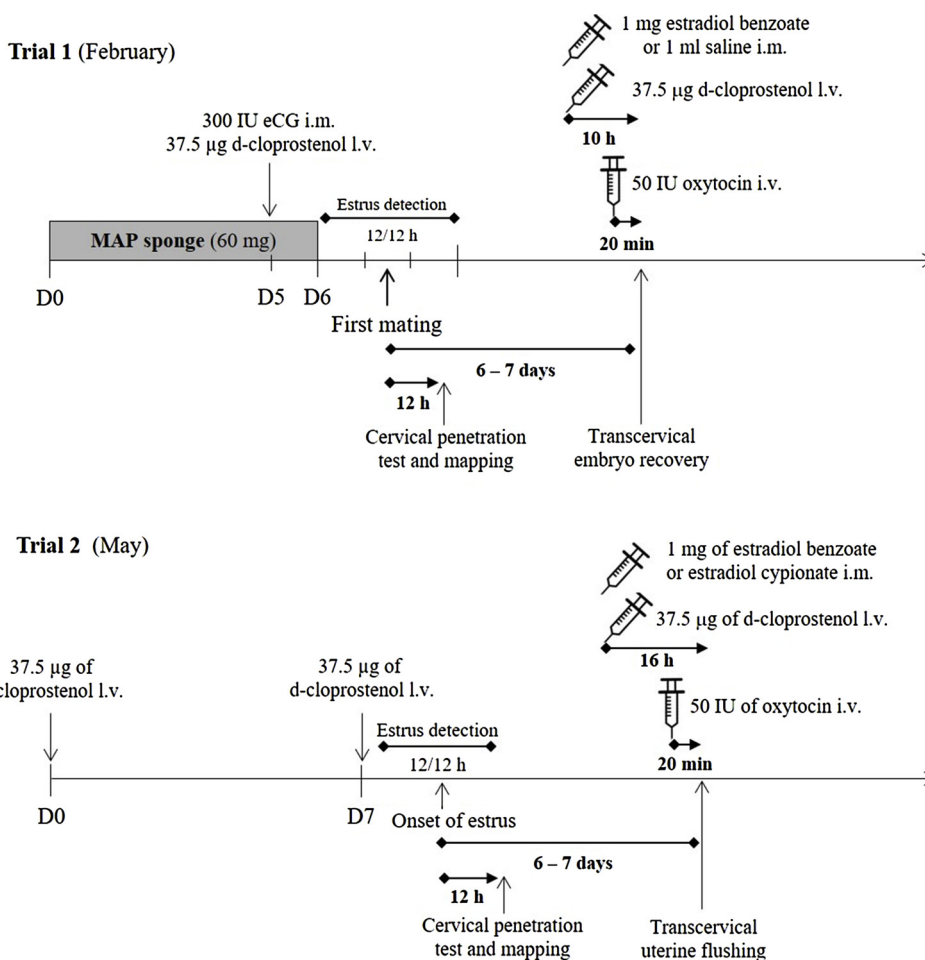 Trial 1 (February)
1 mg estradiol benzoate
or 1 ml saline i.m.
37.5 µg d-cloprostenol l.v.
10 h
300 IU eCG i.m.
37.5 µg d-cloprostenol l.v.
50 IU oxytocin i.v.
20 min
Estrus detection
12/12 h
MAP sponge (60 mg)
D0
D5
D6
First mating
6 – 7 days
12 h
Cervical penetration
test and mapping
Transcervical
embryo recovery
Trial 2 (May)
1 mg of estradiol benzoate
or estradiol cypionate i.m.
37.5 µg of d-cloprostenol l.v.
16 h
37.5 µg of
cloprostenol l.v.
37.5 µg of
d-cloprostenol l.v.
50 IU of oxytocin i.v.
20 min
Estrus detection
12/12 h
D0
D7
Onset of estrus
6 – 7 days
12 h
Cervical penetration
test and mapping
Transcervical
uterine flushing